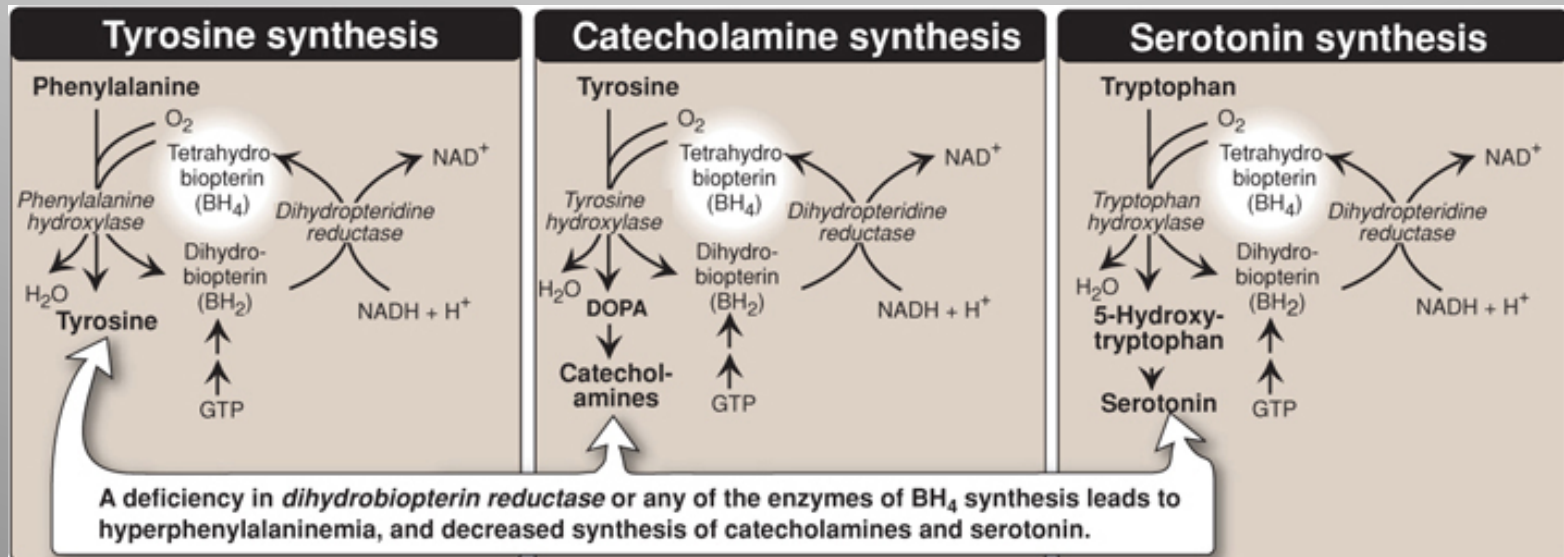 Tyrosine synthesis
Phenylalanine
O₂
Tetrahydro
biopterin
(BH₄)
NAD⁺
Phenylalanine
hydroxylase
Dihydropteridine
reductase
Dihydro-
biopterin
(BH₂)
H₂O
Tyrosine
NADH + H⁺
GTP
Catecholamine synthesis
Tyrosine
O₂
Tetrahydro
biopterin
(BH₄)
NAD⁺
Tyrosine
hydroxylase
Dihydropteridine
reductase
Dihydro-
biopterin
(BH₂)
H₂O
DOPA
NADH + H⁺
Catechol-
amines
GTP
Serotonin synthesis
Tryptophan
O₂
Tetrahydro
biopterin
(BH₄)
NAD⁺
Tryptophan
hydroxylase
Dihydropteridine
reductase
Dihydro-
biopterin
(BH₂)
H₂O
5-Hydroxy-
tryptophan
NADH + H⁺
Serotonin
GTP
A deficiency in dihydrobiopterin reductase or any of the enzymes of BH₄ synthesis leads to
hyperphenylalaninemia, and decreased synthesis of catecholamines and serotonin.